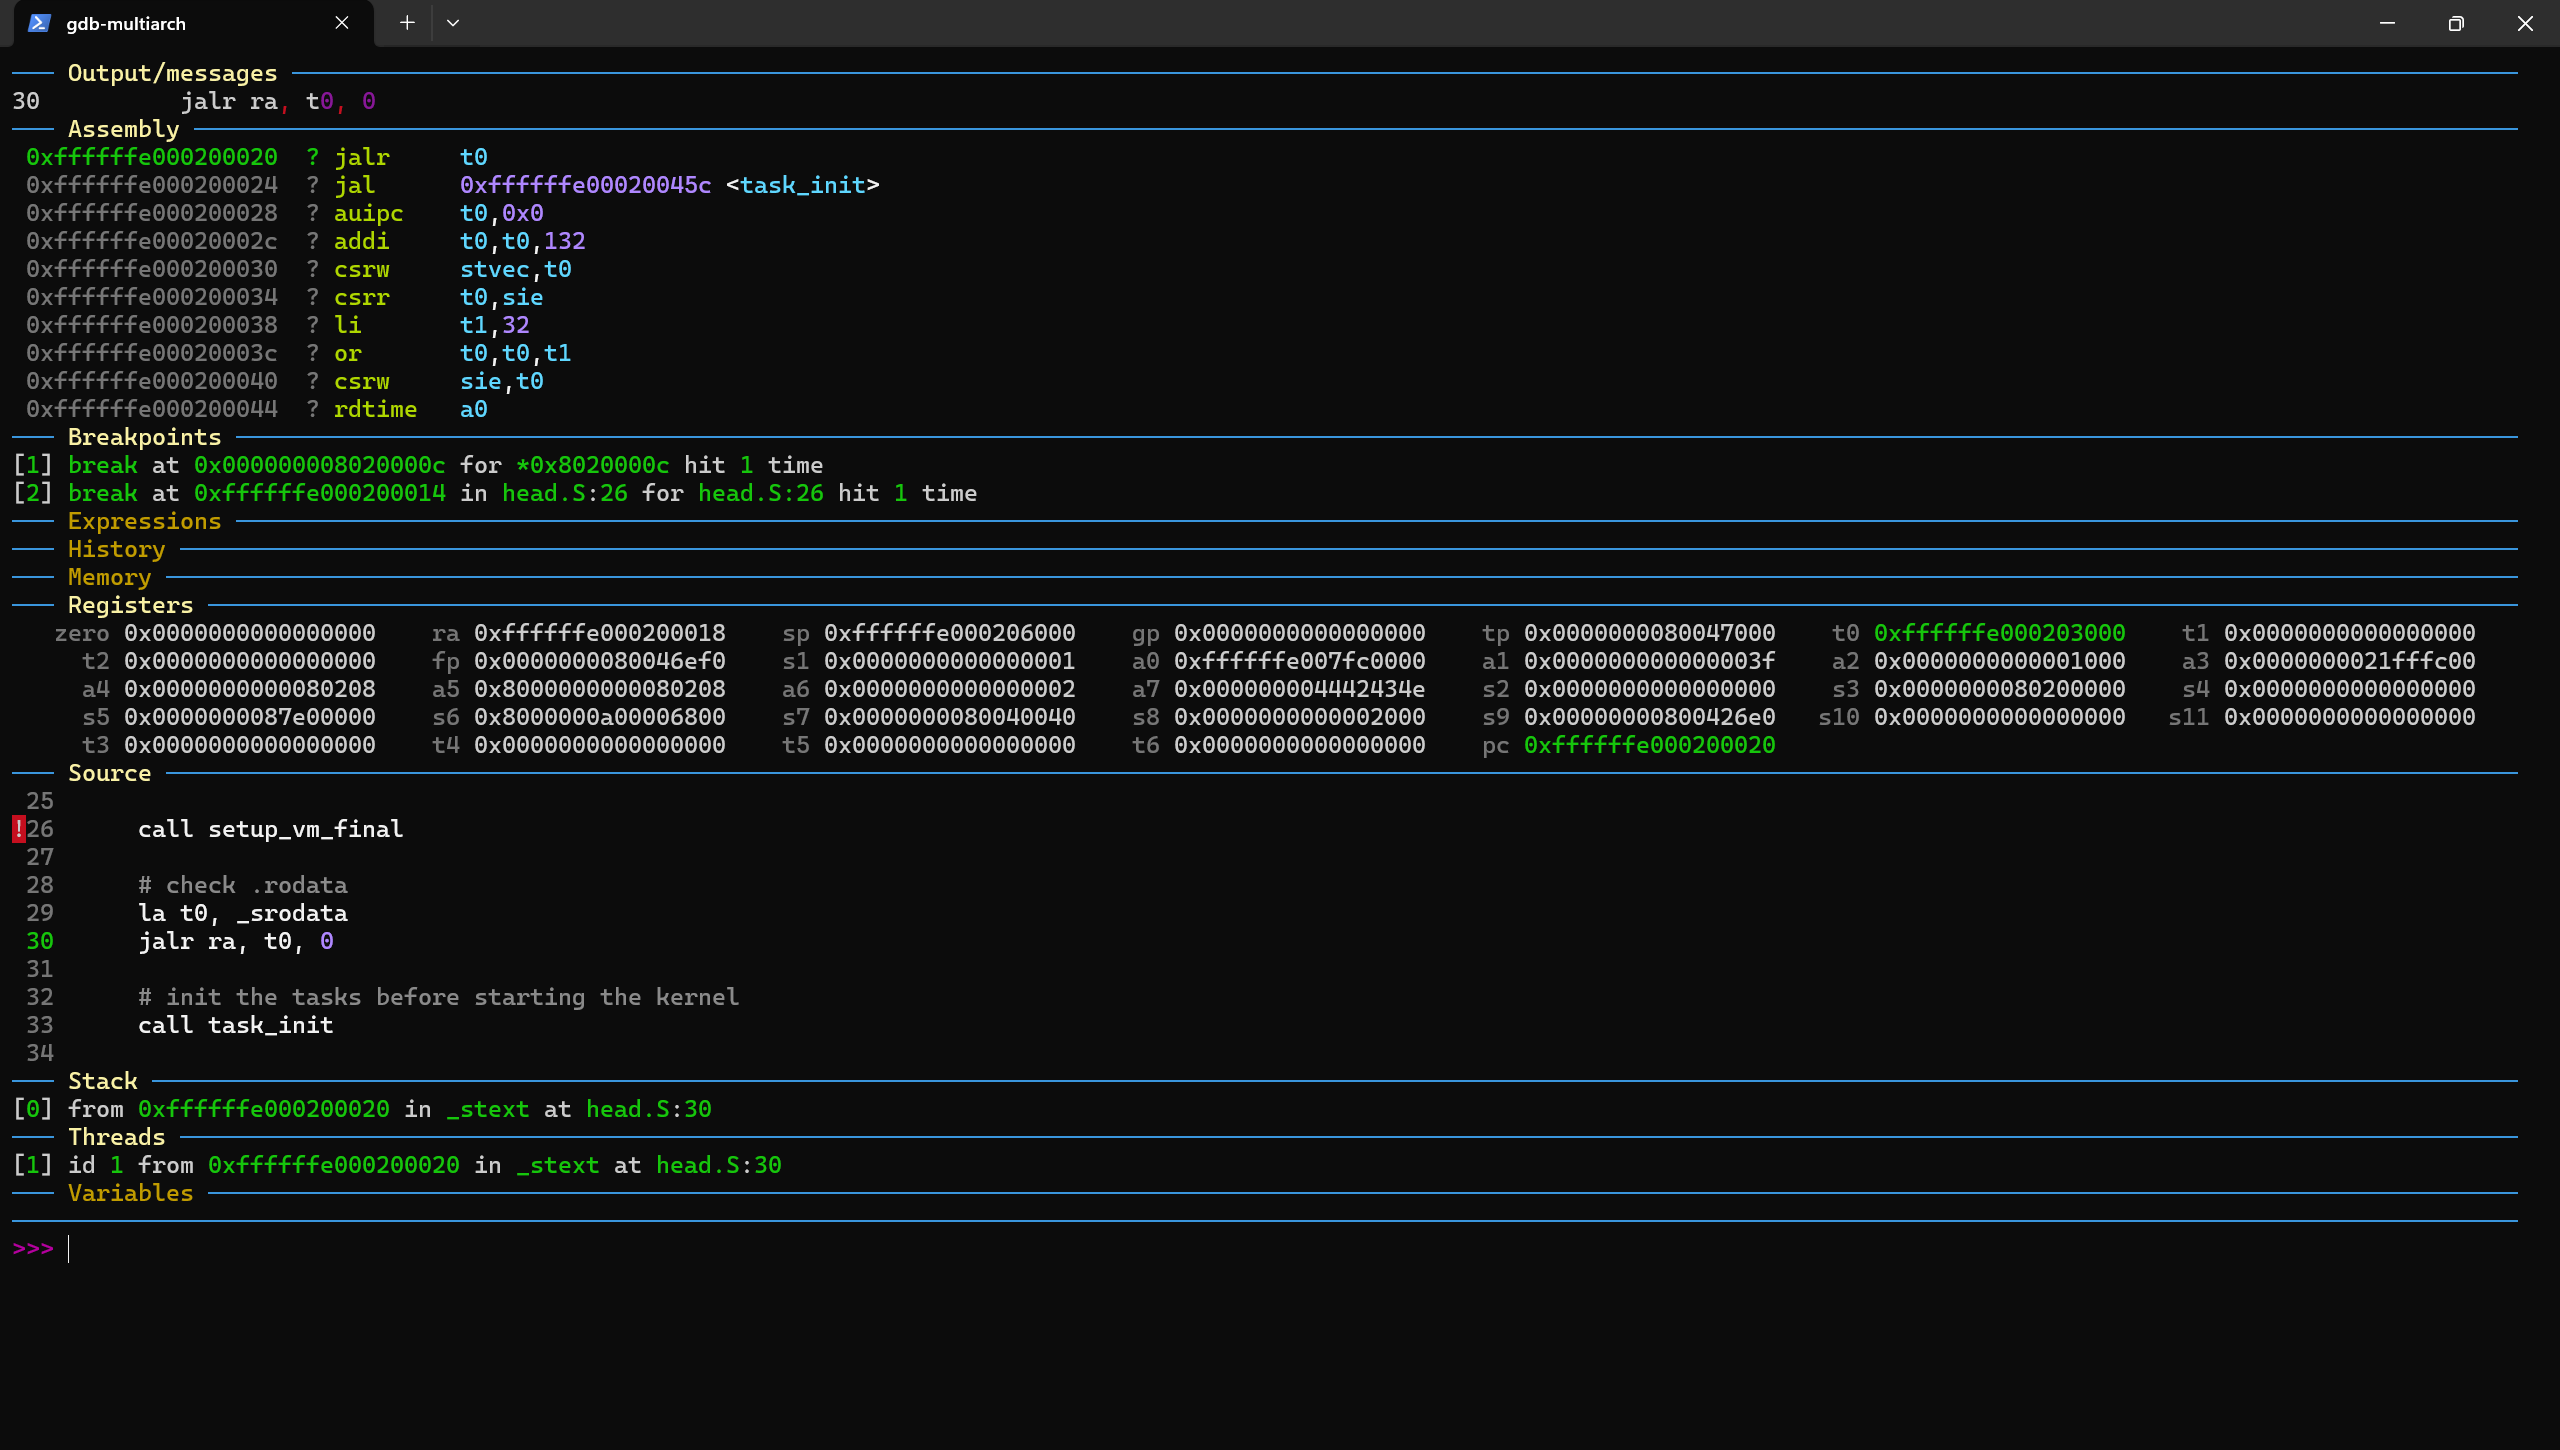 gdb-multiarch
Output/messages
30          jalr ra, t0, 0
Assembly
0xffffffe000200020  ? jalr     t0
0xffffffe000200024  ? jal      0xffffffe00020045c <task_init>
0xffffffe000200028  ? auipc    t0,0x0
0xffffffe00020002c  ? addi     t0,t0,132
0xffffffe000200030  ? csrw     stvec,t0
0xffffffe000200034  ? csrr     t0,sie
0xffffffe000200038  ? li       t1,32
0xffffffe00020003c  ? or       t0,t0,t1
0xffffffe000200040  ? csrw     sie,t0
0xffffffe000200044  ? rdtime   a0
Breakpoints
[1] break at 0x000000008020000c for *0x8020000c hit 1 time
[2] break at 0xffffffe000200014 in head.S:26 for head.S:26 hit 1 time
Expressions
History
Memory
Registers
zero 0x0000000000000000    ra 0xffffffe000200018    sp 0xffffffe000206000    gp 0x0000000000000000    tp 0x0000000080047000    t0 0xffffffe000203000    t1 0x0000000000000000
t2 0x0000000000000000    fp 0x0000000080046ef0    s1 0x0000000000000001    a0 0xffffffe007fc0000    a1 0x000000000000003f    a2 0x0000000000001000    a3 0x0000000021fffc00
a4 0x0000000000080208    a5 0x8000000000080208    a6 0x0000000000000002    a7 0x000000004442434e    s2 0x0000000000000000    s3 0x0000000080200000    s4 0x0000000000000000
s5 0x0000000087e00000    s6 0x8000000a00006800    s7 0x0000000080040040    s8 0x0000000000002000    s9 0x00000000800426e0   s10 0x0000000000000000   s11 0x0000000000000000
t3 0x0000000000000000    t4 0x0000000000000000    t5 0x0000000000000000    t6 0x0000000000000000    pc 0xffffffe000200020
Source
25
!26      call setup_vm_final
27
28      # check .rodata
29      la t0, _srodata
30      jalr ra, t0, 0
31
32      # init the tasks before starting the kernel
33      call task_init
34
Stack
[0] from 0xffffffe000200020 in _stext at head.S:30
Threads
[1] id 1 from 0xffffffe000200020 in _stext at head.S:30
Variables
>>>